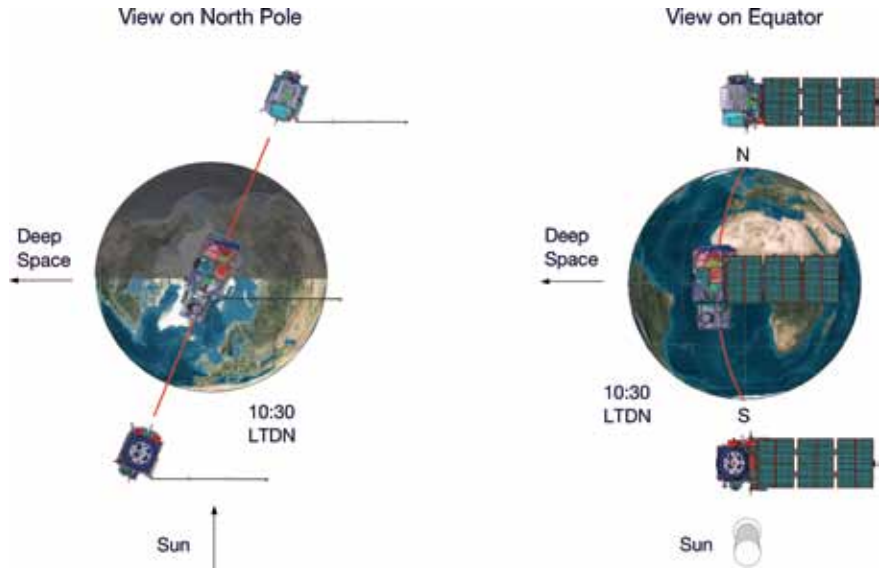 View on North Pole
View on Equator
N
Deep
Space
Deep
Space
10:30
LTDN
10:30
LTDN
S
Sun
Sun